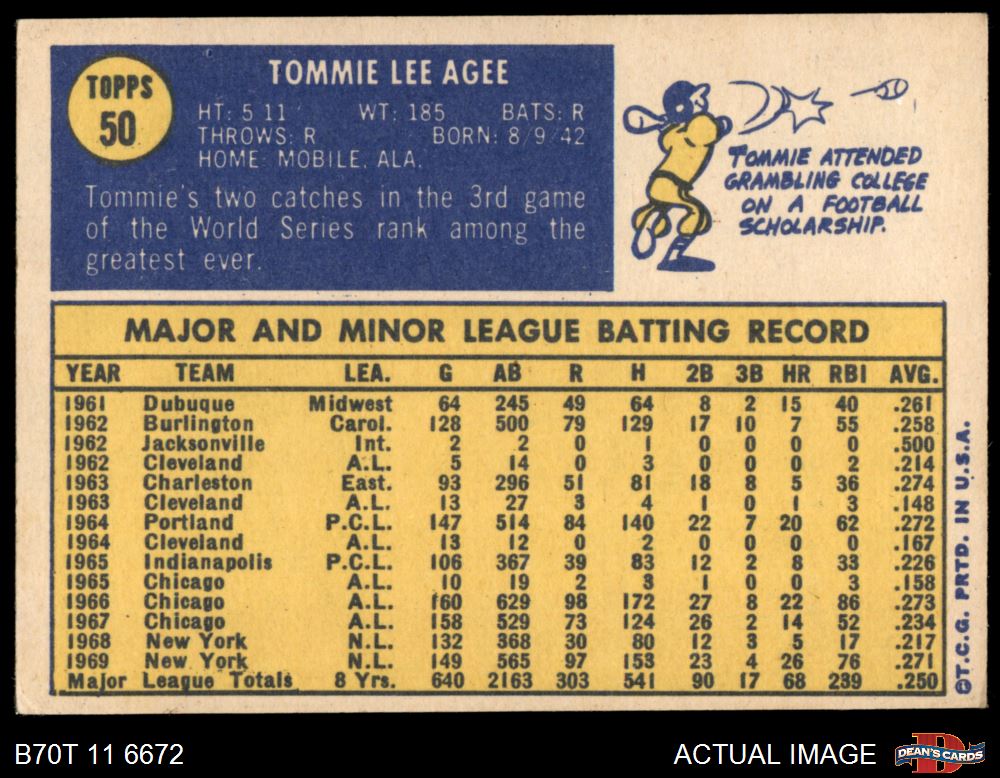 TOPPS
50
TOMMIE LEE AGEE
HT: 5 11 WT: 185 BATS: R
THROWS: R BORN: 8/9/42
HOME: MOBILE, ALA.
Tommie's two catches in the 3rd game
of the World Series rank among the
greatest ever.
TOMMIE ATTENDED
GRAMBLING COLLEGE
ON A FOOTBALL
SCHOLARSHIP.
MAJOR AND MINOR LEAGUE BATTING RECORD
YEAR TEAM LEA. G AB R H 2B 3B HR RBI AVG.
1961 Dubuque Midwest 64 245 49 64 8 2 15 40 .261
1962 Burlington Carol. 128 500 79 129 17 10 7 55 .258
1962 Jacksonville Int. 2 2 0 1 0 0 0 0 .500
1962 Cleveland A.L. 5 14 0 3 0 0 0 2 .214
1963 Charleston East. 93 296 51 81 18 8 5 36 .274
1963 Cleveland A.L. 13 27 3 4 1 0 1 3 .148
1964 Portland P.C.L. 147 514 84 140 22 7 20 62 .272
1964 Cleveland A.L. 13 12 0 2 0 0 0 0 .167
1965 Indianapolis P.C.L. 106 367 39 83 12 2 8 33 .226
1965 Chicago A.L. 10 19 2 3 1 0 0 3 .158
1966 Chicago A.L. 160 629 98 172 27 8 22 86 .273
1967 Chicago A.L. 158 529 73 124 26 2 14 52 .234
1968 New York N.L. 132 368 30 80 12 3 5 17 .217
1969 New York N.L. 149 565 97 153 23 4 26 76 .271
Major League Totals 8 Yrs. 640 2163 303 541 90 17 68 239 .250
©T.C.G. PRTD. IN U.S.A.
B70T 11 6672
ACTUAL IMAGE
DEAN'S CARDS